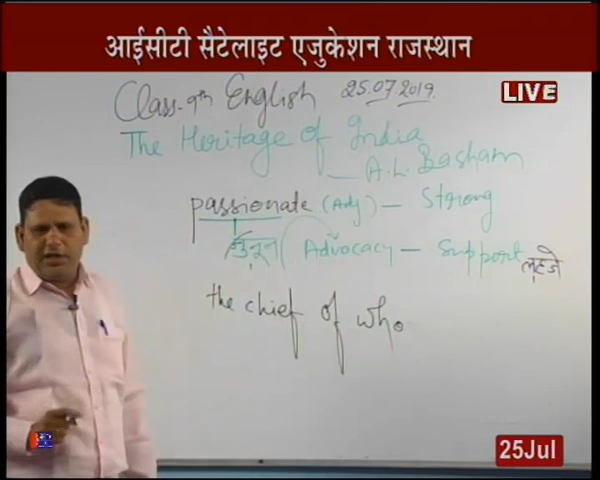 आईसीटी सैटेलाइट एजुकेशन राजस्थान
LIVE
Class-9th English 25.07.2019
The Heritage of India
- A.L. Basham
passionate (Adj) - Strong
जुनून Advocacy - Support लहजे
the chief of who
25Jul